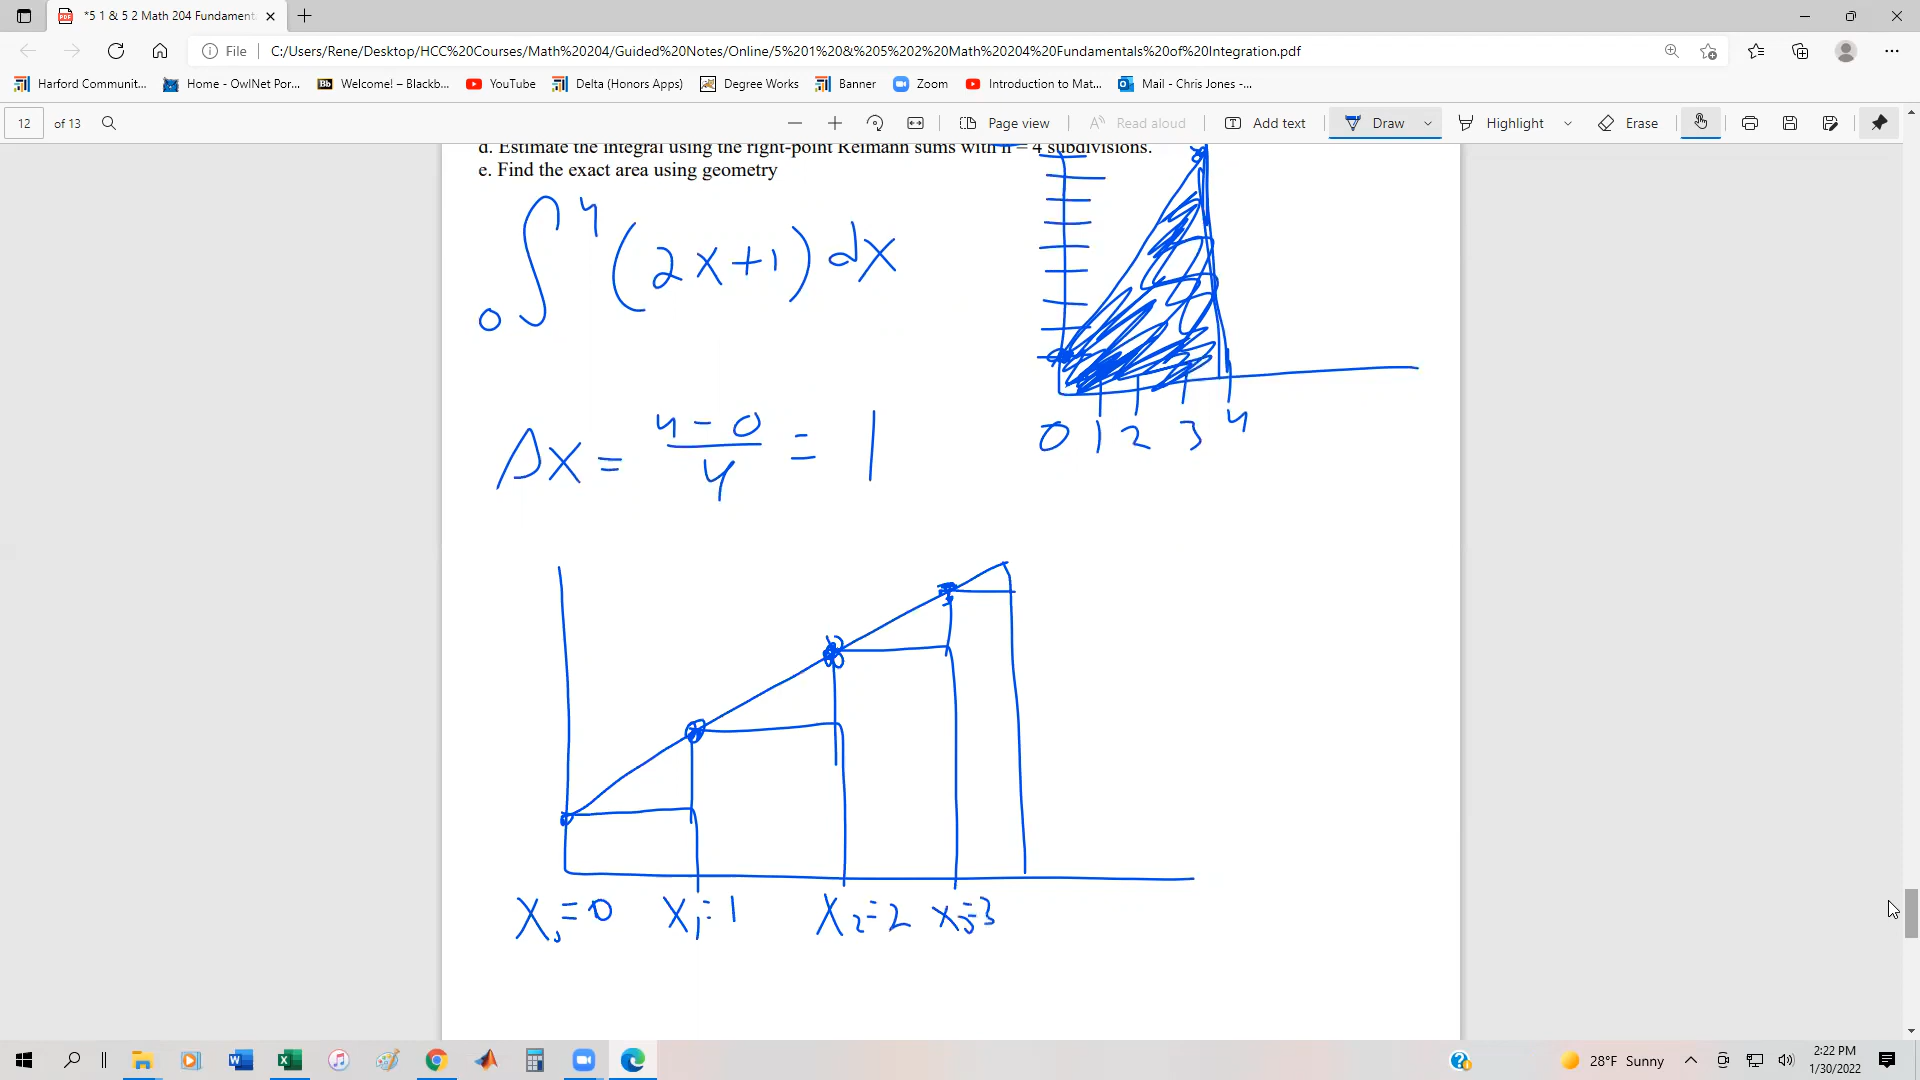 *5 1 & 5 2 Math 204 Fundament
File C:/Users/Rene/Desktop/HCC%20Courses/Math%20204/Guided%20Notes/Online/5%201%20&%205%202%20Math%20204%20Fundamentals%20of%20Integration.pdf
Harford Communit... Home - OwlNet Por... Bb Welcome! – Blackb... YouTube Delta (Honors Apps) Degree Works Banner Zoom Introduction to Mat... Mail - Chris Jones -...
12 of 13 Page view Read aloud Add text Draw Highlight Erase
d. Estimate the integral using the right-point Reimann sums with n = 4 subdivisions.
e. Find the exact area using geometry
∫ 0 4 (2x+1) dx
0 1 2 3 4
Δx = 4-0 / 4 = 1
x₀=0 x₁=1 x₂=2 x₃=3
28°F Sunny
2:22 PM
1/30/2022